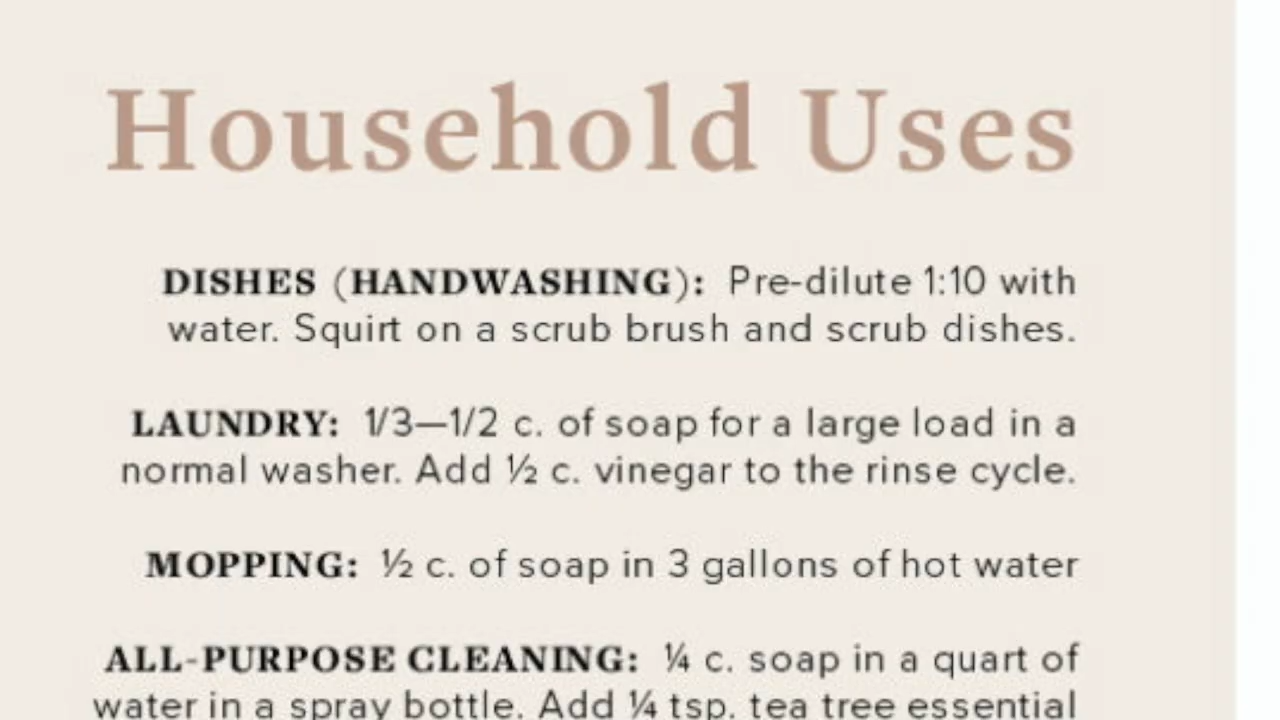 Household Uses
DISHES (HANDWASHING): Pre-dilute 1:10 with
water. Squirt on a scrub brush and scrub dishes.
LAUNDRY: 1/3—1/2 c. of soap for a large load in a
normal washer. Add ½ c. vinegar to the rinse cycle.
MOPPING: ½ c. of soap in 3 gallons of hot water
ALL-PURPOSE CLEANING: ¼ c. soap in a quart of
water in a spray bottle. Add ¼ tsp. tea tree essential